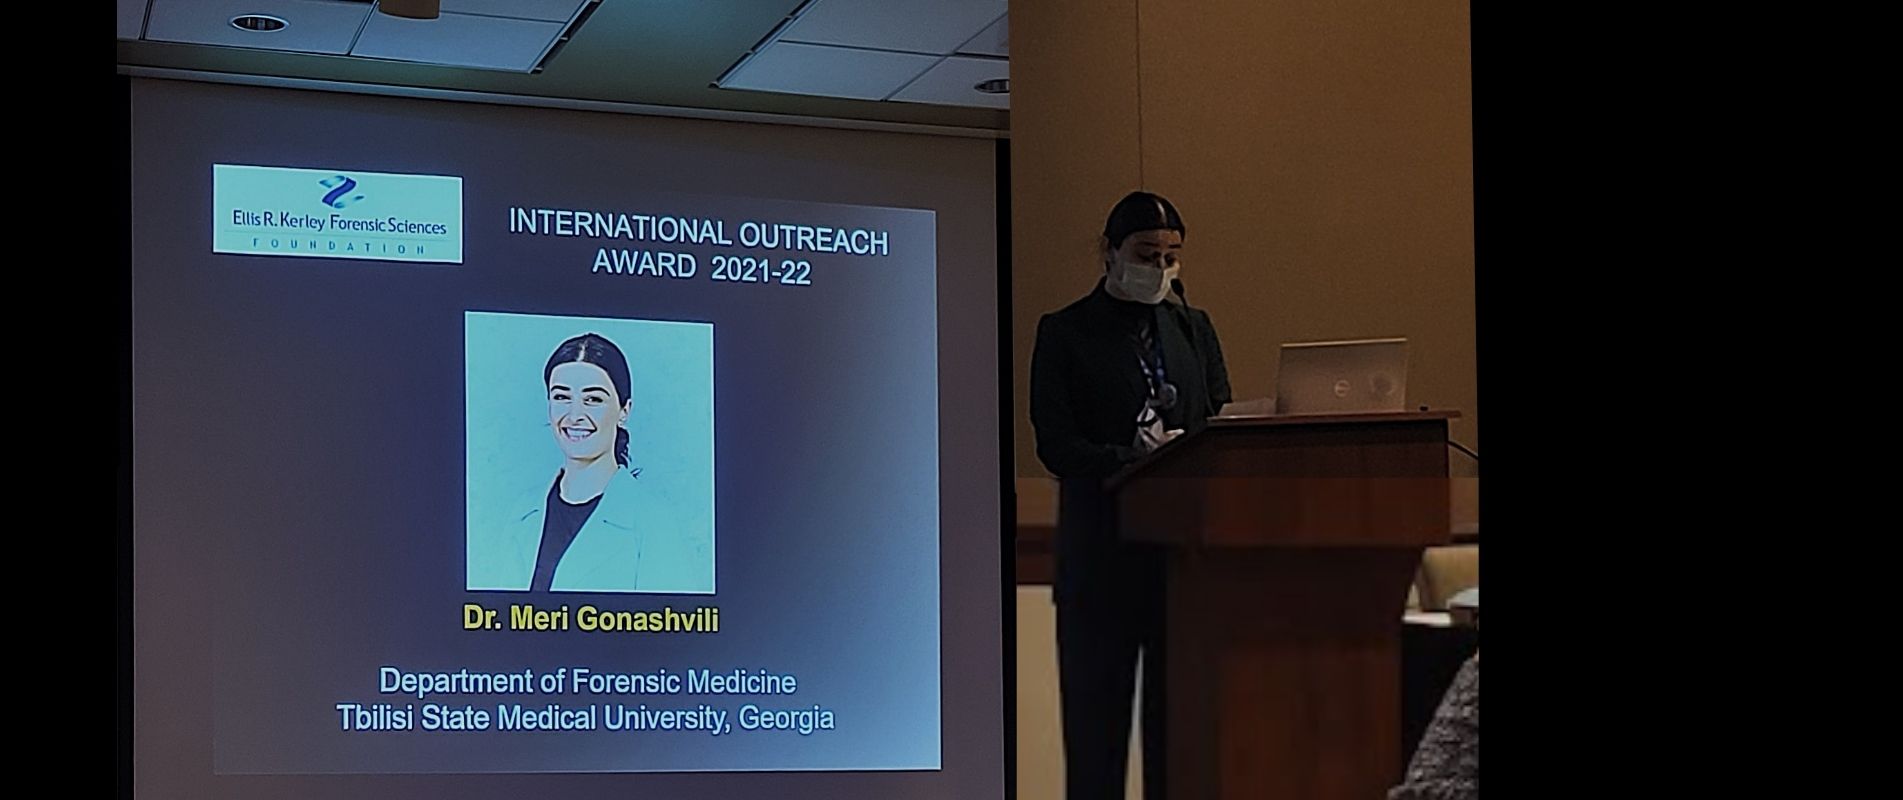 Ellis R. Kerley Forensic Sciences
FOUNDATION
INTERNATIONAL OUTREACH
AWARD 2021-22
Dr. Meri Gonashvili
Department of Forensic Medicine
Tbilisi State Medical University, Georgia